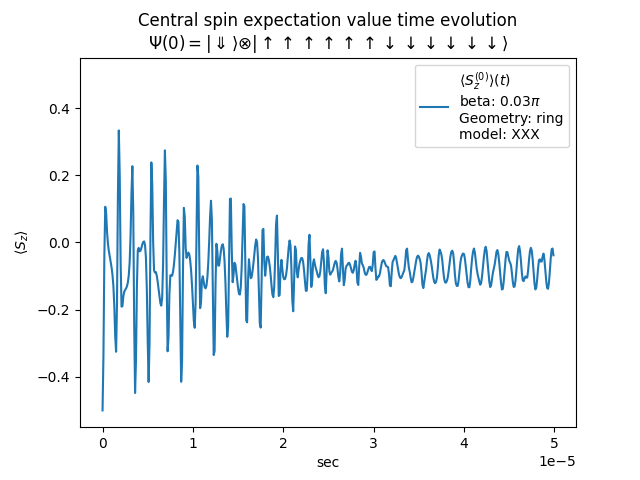 Central spin expectation value time evolution
Ψ(0) = | ⇓ ⟩⊗| ↑ ↑ ↑ ↑ ↑ ↑ ↓ ↓ ↓ ↓ ↓ ↓⟩
⟨S_z^(0)⟩(t)
beta: 0.03π
Geometry: ring
model: XXX
0.4
0.2
0.0
−0.2
−0.4
⟨S_z⟩
0 1 2 3 4 5
sec
1e−5